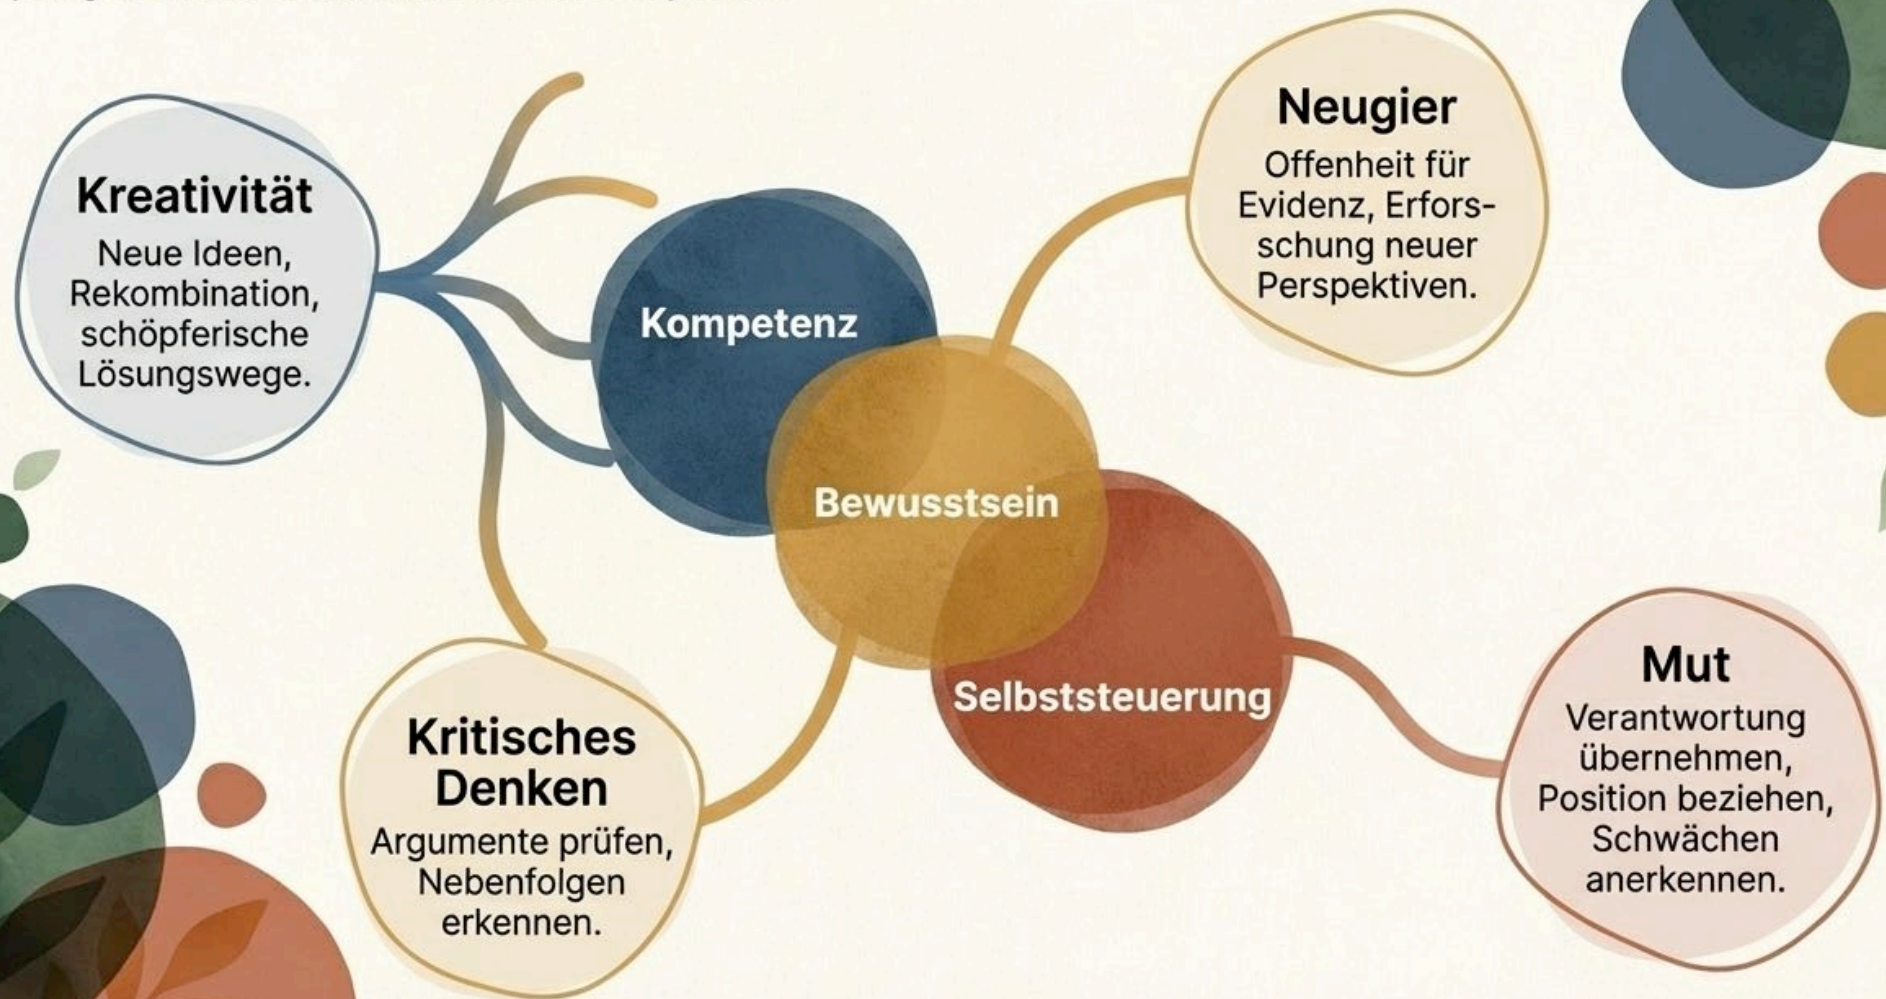 Kreativität
Neue Ideen,
Rekombination,
schöpferische
Lösungswege.
Kompetenz
Neugier
Offenheit für
Evidenz, Erfors-
schung neuer
Perspektiven.
Bewusstsein
Selbststeuerung
Kritisches
Denken
Argumente prüfen,
Nebenfolgen
erkennen.
Mut
Verantwortung
übernehmen,
Position beziehen,
Schwächen
anerkennen.